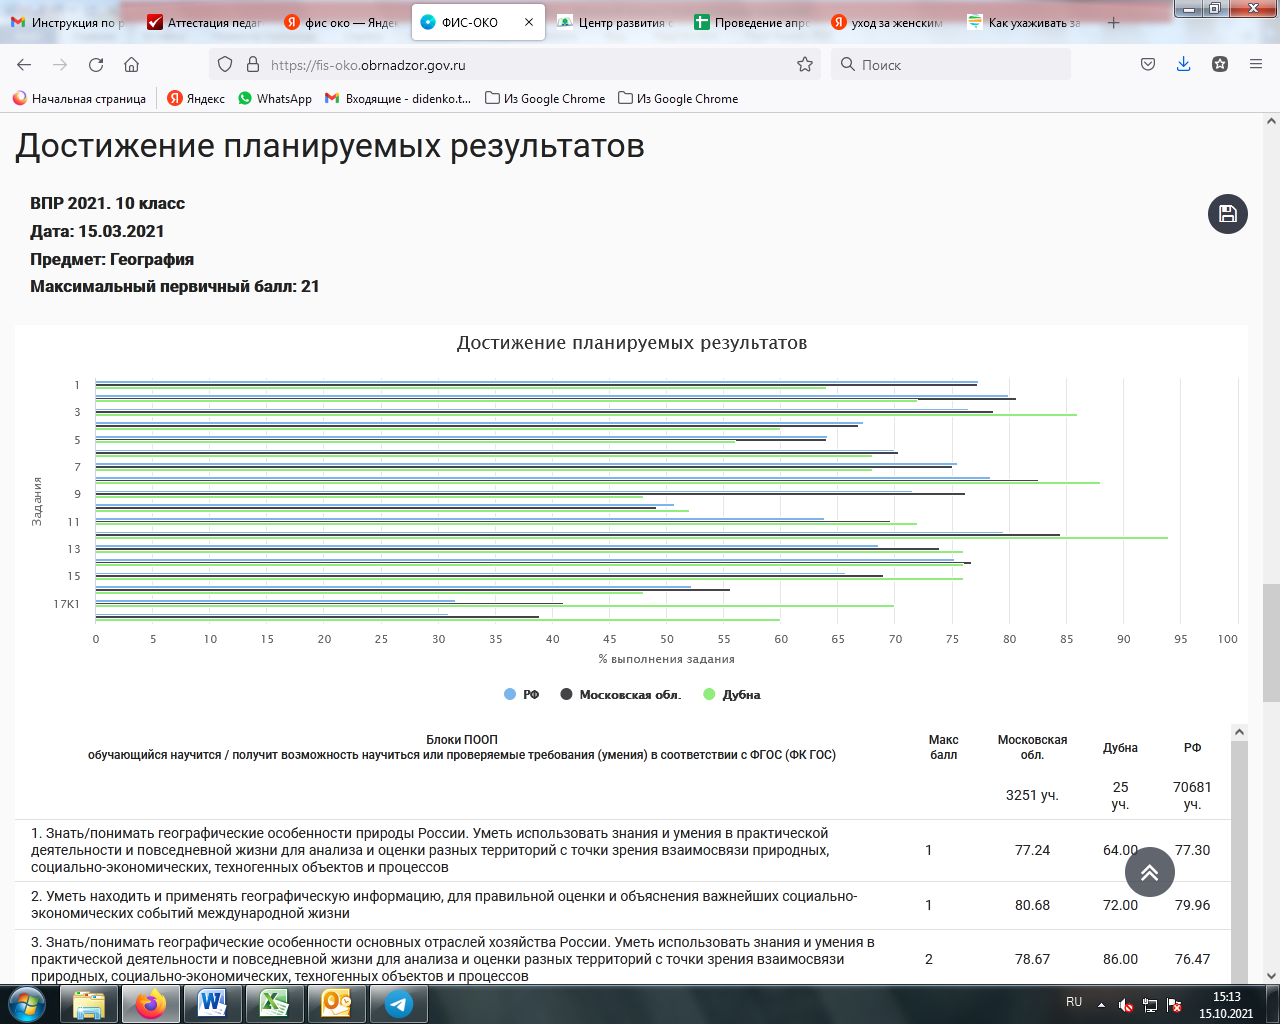 Инструкция по р
Аттестация педаг
фис око — Яндек
ФИС-ОКО
Центр развития с
Проведение апрс
уход за женским
Как ухаживать за
https://fis-oko.obrnadzor.gov.ru
Поиск
Начальная страница
Яндекс
WhatsApp
Входящие - didenko.t...
Из Google Chrome
Из Google Chrome
Достижение планируемых результатов
ВПР 2021. 10 класс
Дата: 15.03.2021
Предмет: География
Максимальный первичный балл: 21
Достижение планируемых результатов
Задания
1
3
5
7
9
11
13
15
17K1
0 5 10 15 20 25 30 35 40 45 50 55 60 65 70 75 80 85 90 95 100
% выполнения задания
РФ Московская обл. Дубна
Блоки ПООП
обучающийся научится / получит возможность научиться или проверяемые требования (умения) в соответствии с ФГОС (ФК ГОС)
Макс балл
Московская обл.
Дубна
РФ
3251 уч.
25 уч.
70681 уч.
1. Знать/понимать географические особенности природы России. Уметь использовать знания и умения в практической
деятельности и повседневной жизни для анализа и оценки разных территорий с точки зрения взаимосвязи природных,
социально-экономических, техногенных объектов и процессов
1 77.24 64.00 77.30
2. Уметь находить и применять географическую информацию, для правильной оценки и объяснения важнейших социально-
экономических событий международной жизни
1 80.68 72.00 79.96
3. Знать/понимать географические особенности основных отраслей хозяйства России. Уметь использовать знания и умения в
практической деятельности и повседневной жизни для анализа и оценки разных территорий с точки зрения взаимосвязи
природных, социально-экономических, техногенных объектов и процессов
2 78.67 86.00 76.47
RU
15:13
15.10.2021